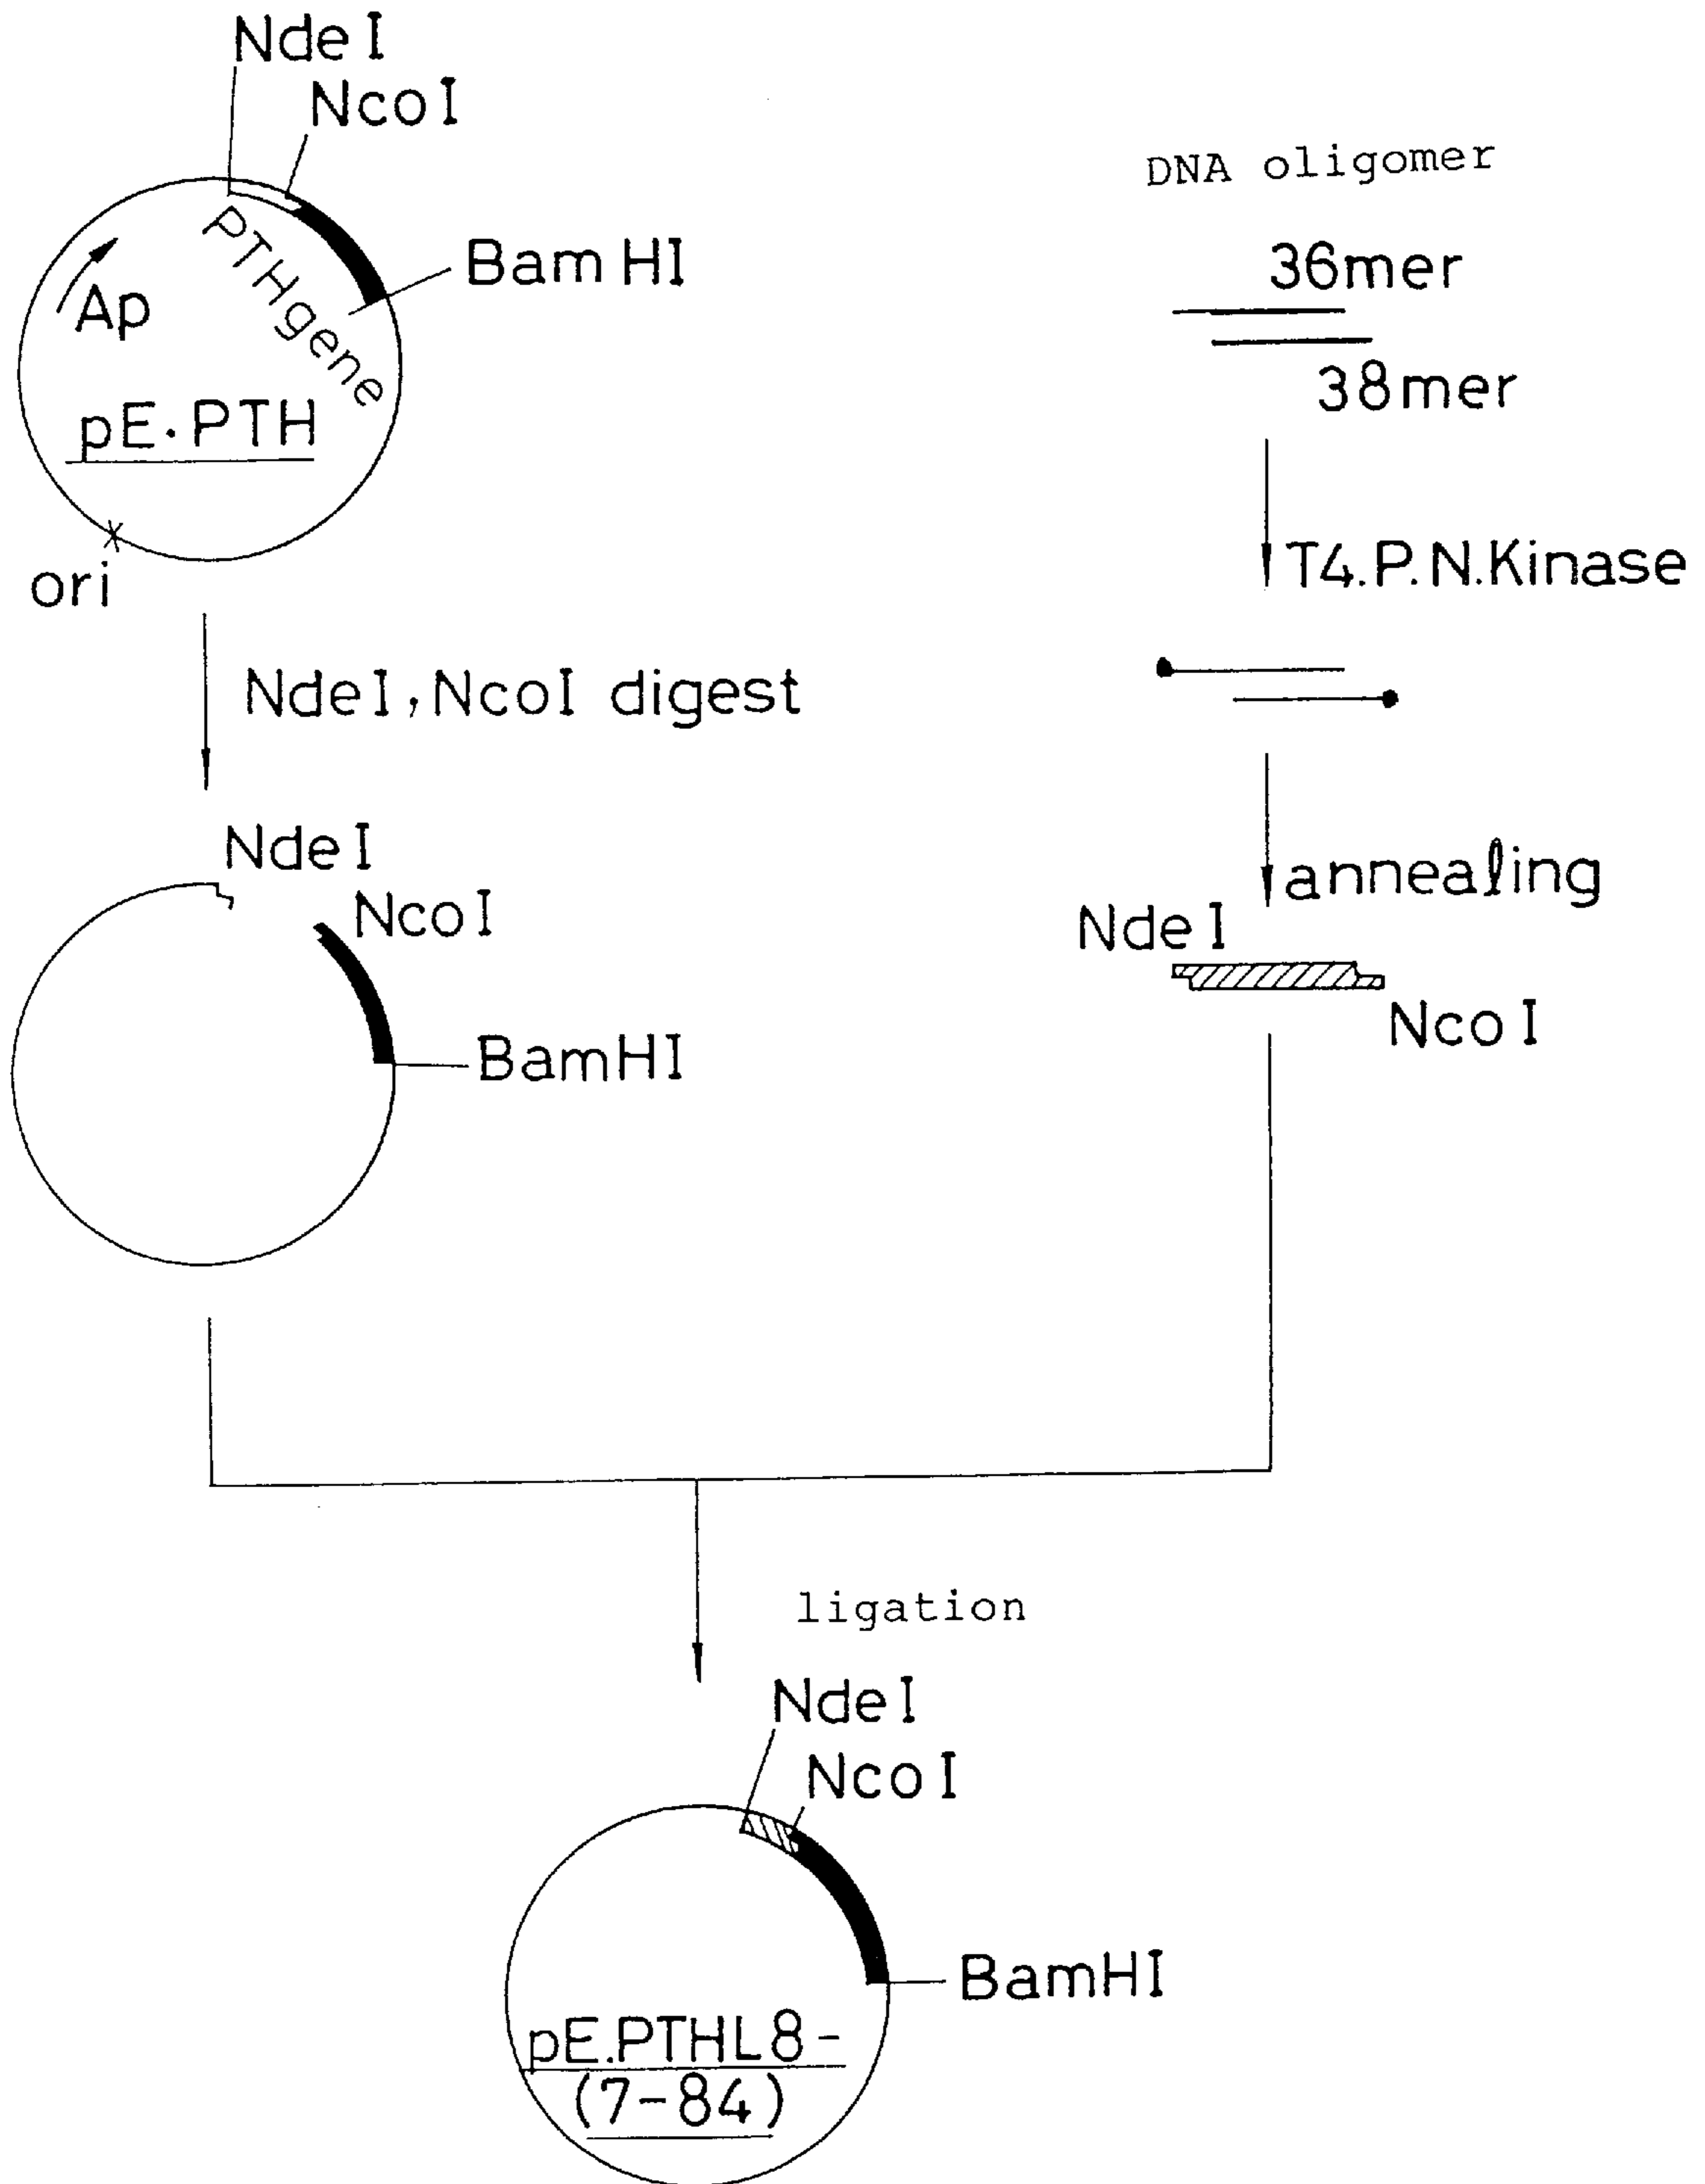 NdeI
NcoI
BamHI
PTHgene
Ap
pE·PTH
ori
NdeI, NcoI digest
NdeI
NcoI
BamHI
DNA oligomer
36mer
38mer
T4.P.N.Kinase
annealing
NdeI
NcoI
ligation
NdeI
NcoI
BamHI
pE.PTHL8-
(7-84)